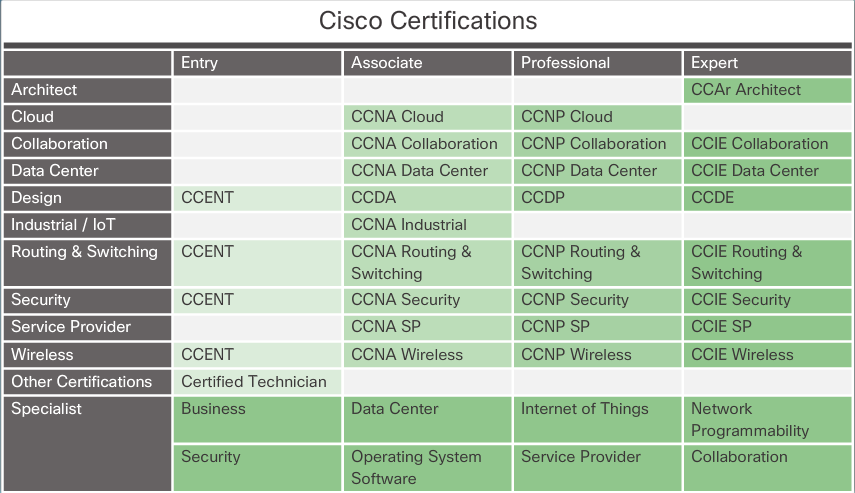 Cisco Certifications
Entry Associate Professional Expert
Architect CCAr Architect
Cloud CCNA Cloud CCNP Cloud
Collaboration CCNA Collaboration CCNP Collaboration CCIE Collaboration
Data Center CCNA Data Center CCNP Data Center CCIE Data Center
Design CCENT CCDA CCDP CCDE
Industrial / IoT CCNA Industrial
Routing & Switching CCENT CCNA Routing & CCNP Routing & CCIE Routing &
Switching Switching Switching
Security CCENT CCNA Security CCNP Security CCIE Security
Service Provider CCNA SP CCNP SP CCIE SP
Wireless CCENT CCNA Wireless CCNP Wireless CCIE Wireless
Other Certifications Certified Technician
Specialist Business Data Center Internet of Things Network
Programmability
Security Operating System Service Provider Collaboration
Software